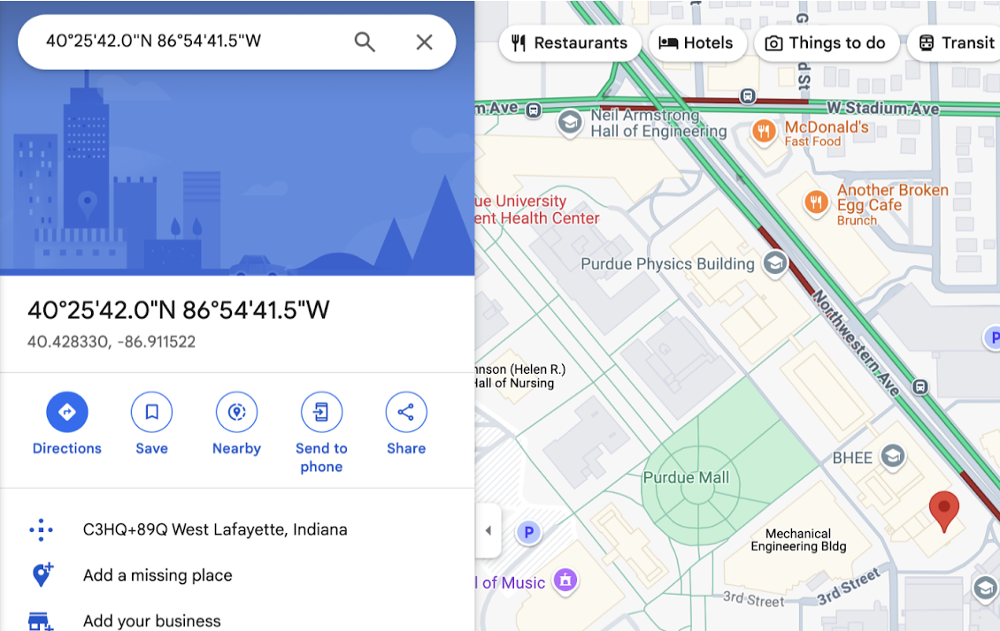 40°25'42.0"N 86°54'41.5"W
40°25'42.0"N 86°54'41.5"W
40.428330, -86.911522
Directions
Save
Nearby
Send to
phone
Share
C3HQ+89Q West Lafayette, Indiana
Add a missing place
Add your business
Restaurants
Hotels
Things to do
Transit
m Ave
W Stadium Ave
Neil Armstrong
Hall of Engineering
McDonald's
Fast Food
ue University
ent Health Center
Another Broken
Egg Cafe
Brunch
Purdue Physics Building
Northwestern Ave
P
hnson (Helen R.)
Hall of Nursing
BHEE
Purdue Mall
P
Mechanical
Engineering Bldg
l of Music
3rd Street
3rd Street